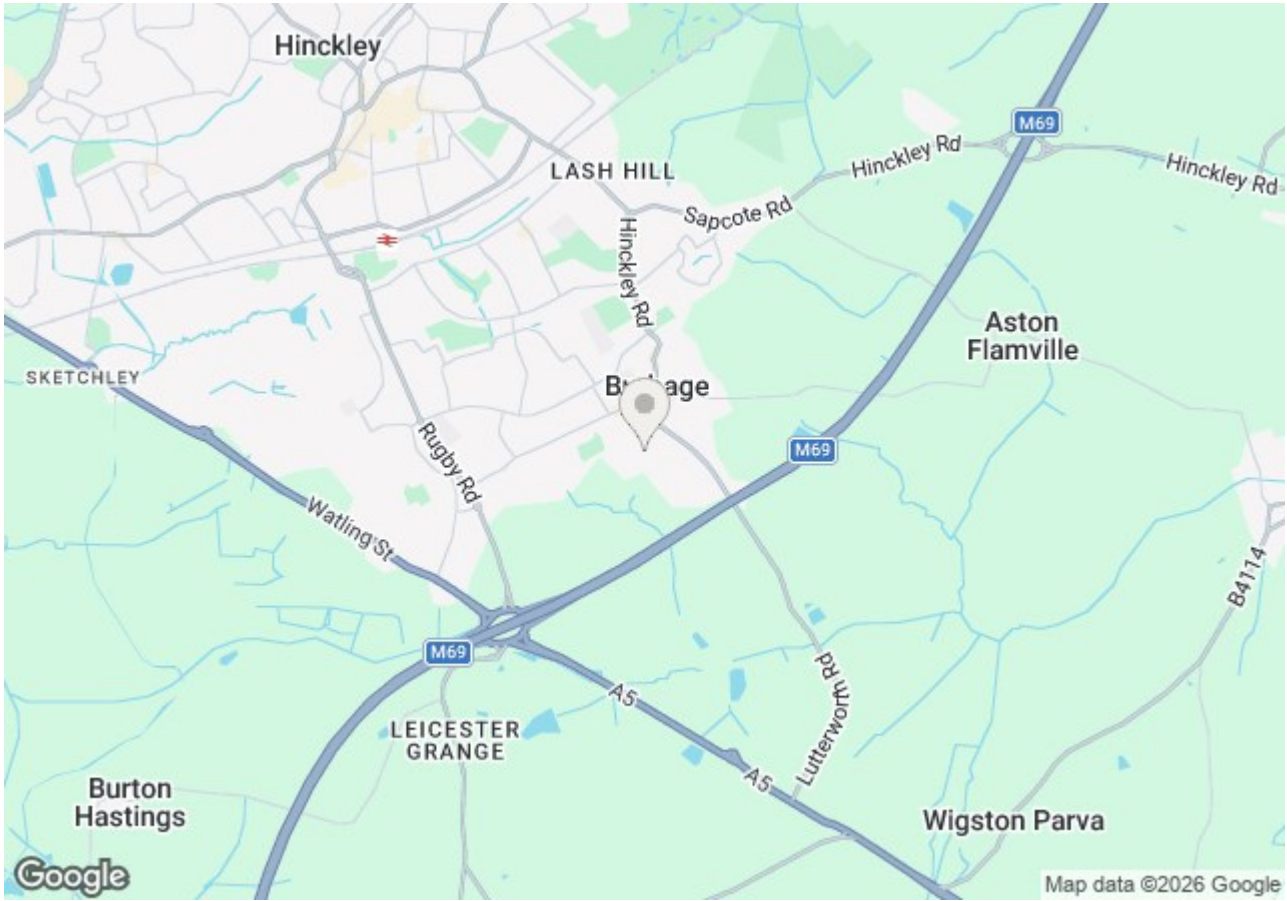 Hinckley
M69
LASH HILL
Hinckley Rd
Hinckley Rd
Sapcote Rd
Hinckley Rd
Aston
Flamville
SKETCHLEY
Rugby Rd
M69
Watling St
B4114
M69
Lutterworth Rd
A5
LEICESTER
GRANGE
A5
Burton
Hastings
Wigston Parva
Google
Map data ©2026 Google